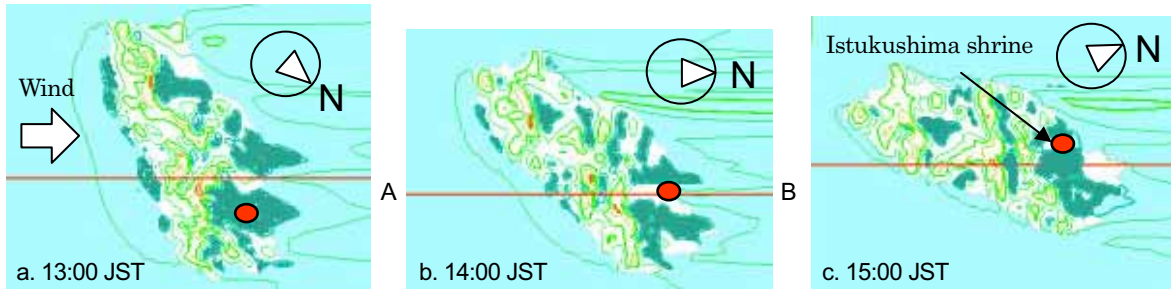 Wind
N
a. 13:00 JST
A
N
b. 14:00 JST
B
Istukushima shrine
N
c. 15:00 JST